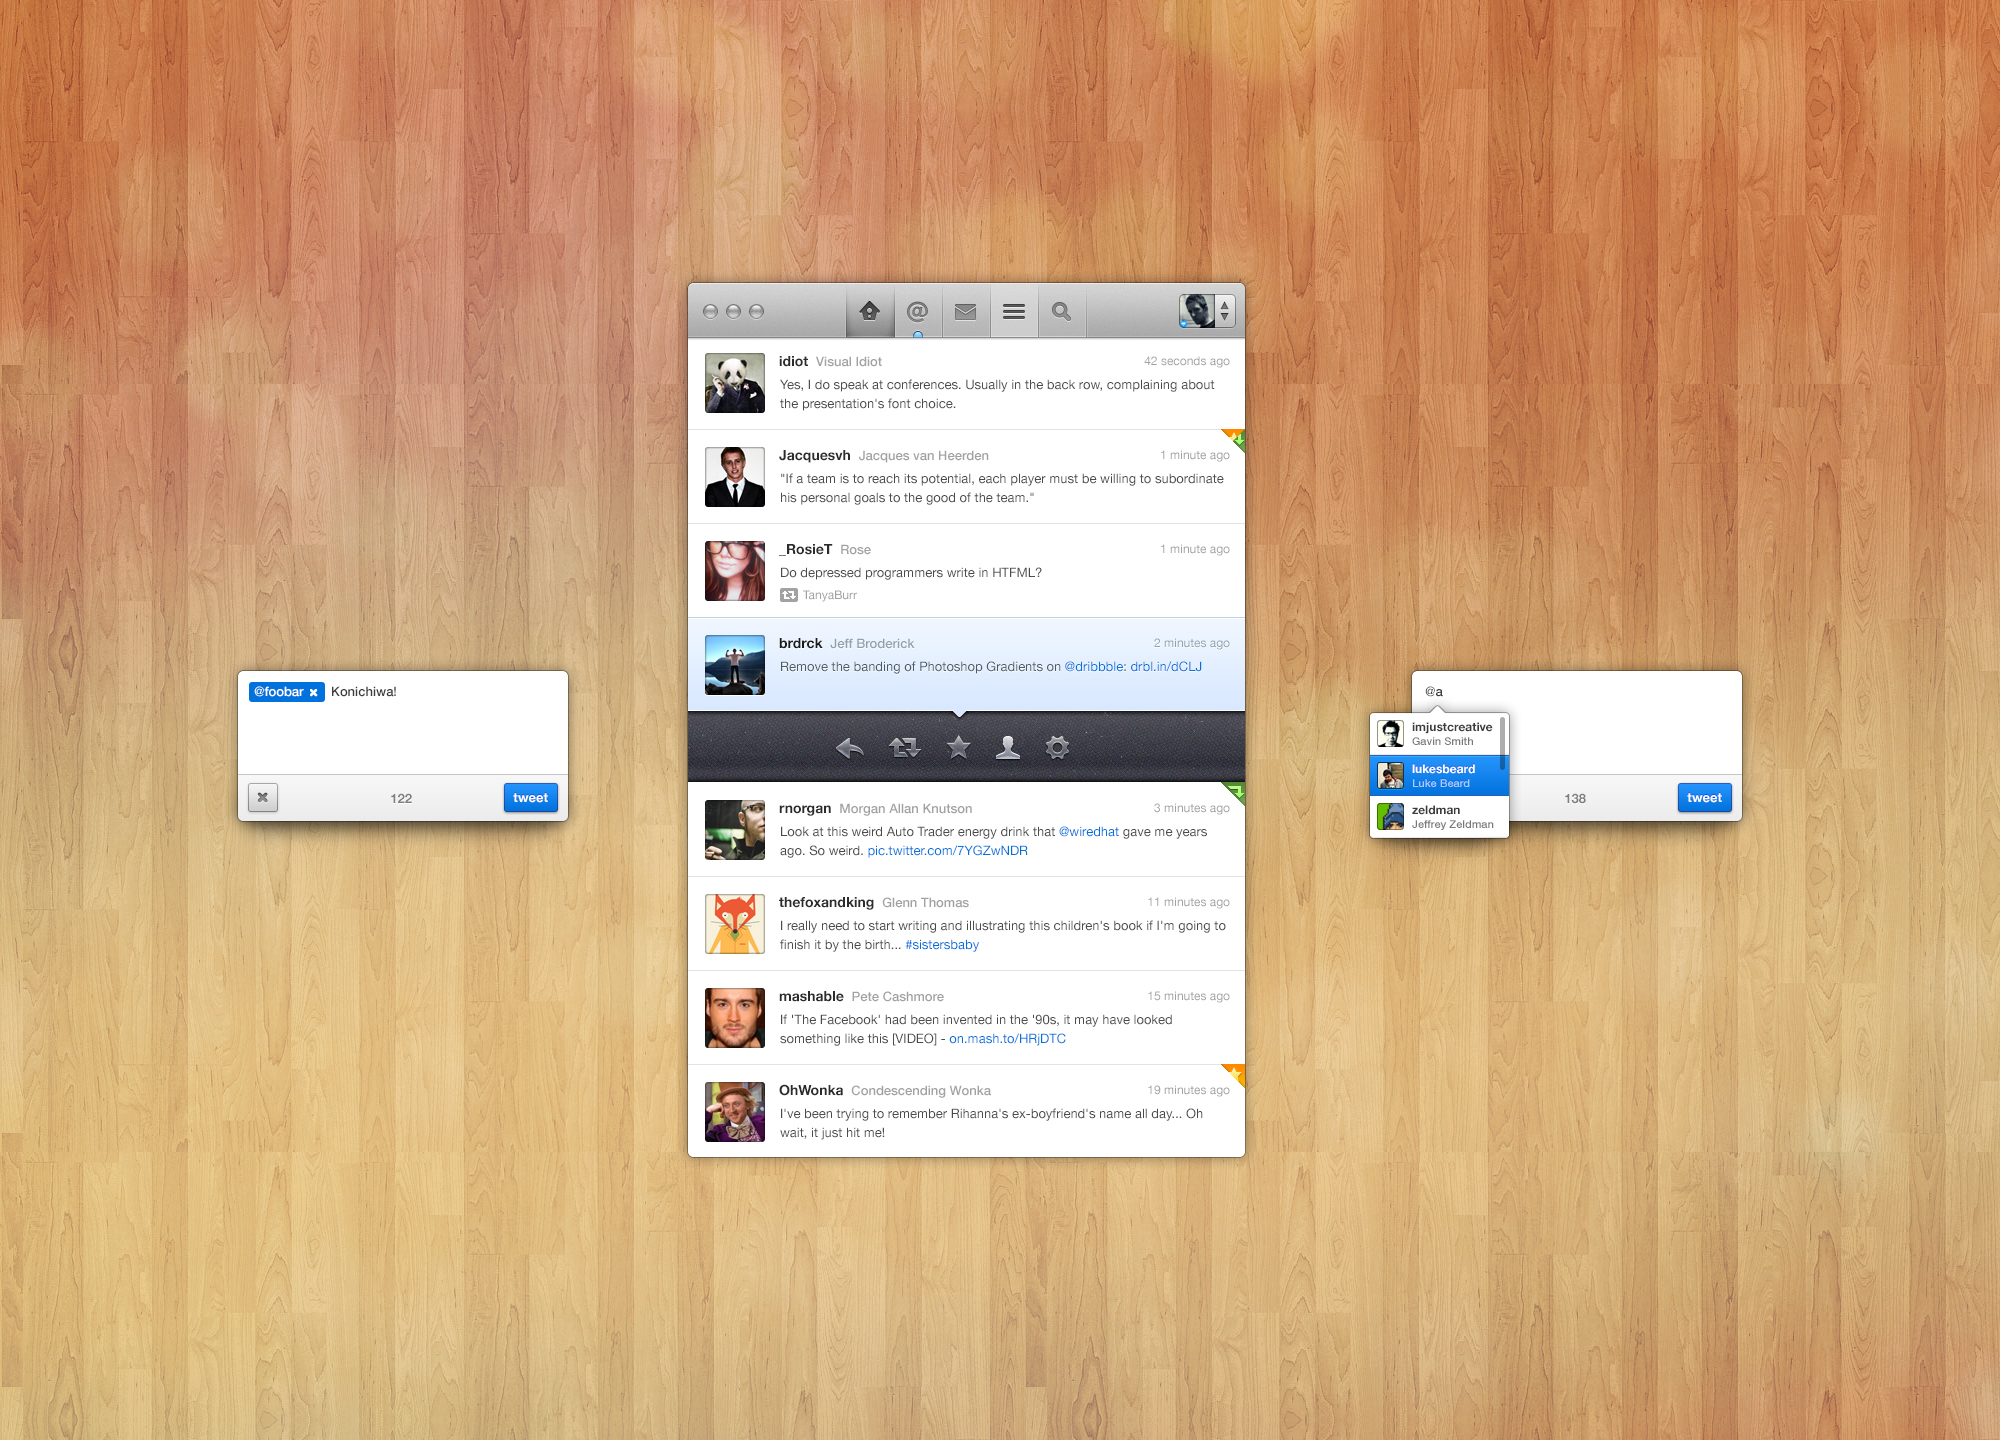 @foobar Konichiwa!
122
tweet
idiot Visual Idiot 42 seconds ago
Yes, I do speak at conferences. Usually in the back row, complaining about
the presentation's font choice.
Jacquesvh Jacques van Heerden 1 minute ago
"If a team is to reach its potential, each player must be willing to subordinate
his personal goals to the good of the team."
_RosieT Rose 1 minute ago
Do depressed programmers write in HTFML?
TanyaBurr
brdrck Jeff Broderick 2 minutes ago
Remove the banding of Photoshop Gradients on @dribbble: drbl.in/dCLJ
rnorgan Morgan Allan Knutson 3 minutes ago
Look at this weird Auto Trader energy drink that @wiredhat gave me years
ago. So weird. pic.twitter.com/7YGZwNDR
thefoxandking Glenn Thomas 11 minutes ago
I really need to start writing and illustrating this children's book if I'm going to
finish it by the birth... #sistersbaby
mashable Pete Cashmore 15 minutes ago
If 'The Facebook' had been invented in the '90s, it may have looked
something like this [VIDEO] - on.mash.to/HRjDTC
OhWonka Condescending Wonka 19 minutes ago
I've been trying to remember Rihanna's ex-boyfriend's name all day... Oh
wait, it just hit me!
@a
imjustcreative
Gavin Smith
lukesbeard
Luke Beard
zeldman
Jeffrey Zeldman
138
tweet